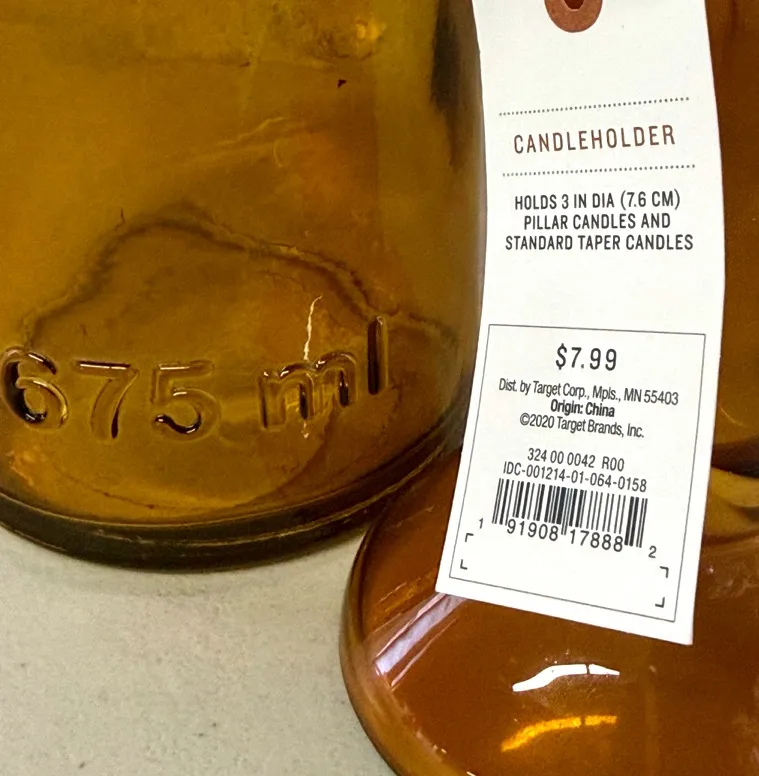 675 ml
CANDLEHOLDER
HOLDS 3 IN DIA (7.6 CM)
PILLAR CANDLES AND
STANDARD TAPER CANDLES
$7.99
Dist. by Target Corp., Mpls., MN 55403
Origin: China
©2020 Target Brands, Inc.
324 00 0042 R00
IDC-001214-01-064-0158
1 91908 17888 2